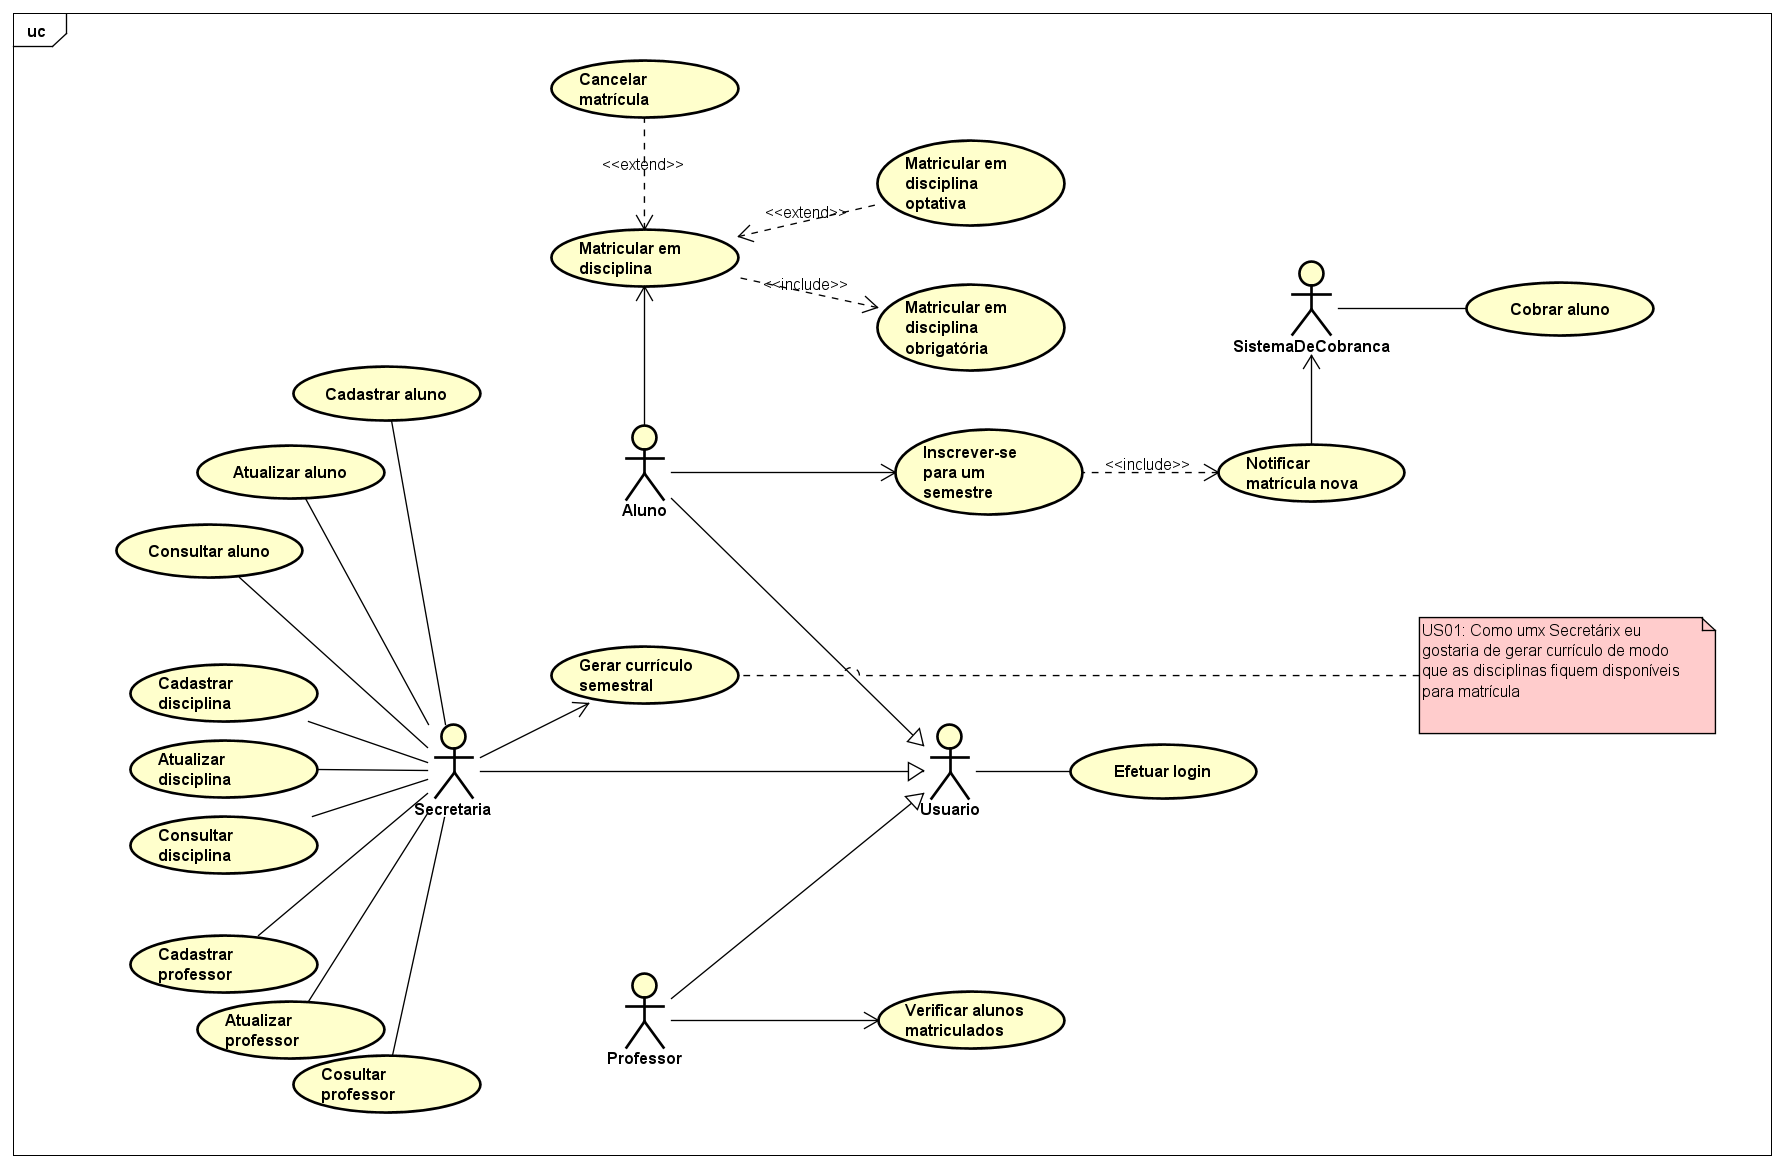 uc
Cancelar
matrícula
<<extend>>
Matricular em
disciplina
optativa
<<extend>>
Matricular em
disciplina
<<include>>
Matricular em
disciplina
obrigatória
SistemaDeCobranca
Cobrar aluno
Cadastrar aluno
Atualizar aluno
Consultar aluno
Aluno
Inscrever-se
para um
semestre
<<include>>
Notificar
matrícula nova
Gerar currículo
semestral
US01: Como umx Secretárix eu
gostaria de gerar currículo de modo
que as disciplinas fiquem disponíveis
para matrícula
Cadastrar
disciplina
Atualizar
disciplina
Consultar
disciplina
Secretaria
Usuario
Efetuar login
Cadastrar
professor
Atualizar
professor
Cosultar
professor
Professor
Verificar alunos
matriculados